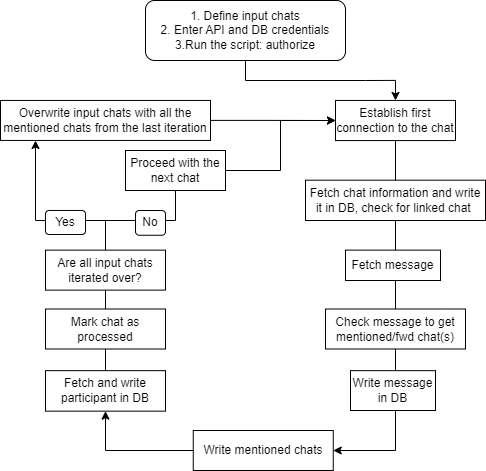 1. Define input chats
2. Enter API and DB credentials
3.Run the script: authorize
Overwrite input chats with all the
mentioned chats from the last iteration
Establish first
connection to the chat
Proceed with the
next chat
Fetch chat information and write
it in DB, check for linked chat
Yes
No
Are all input chats
iterated over?
Fetch message
Mark chat as
processed
Check message to get
mentioned/fwd chat(s)
Fetch and write
participant in DB
Write message
in DB
Write mentioned chats